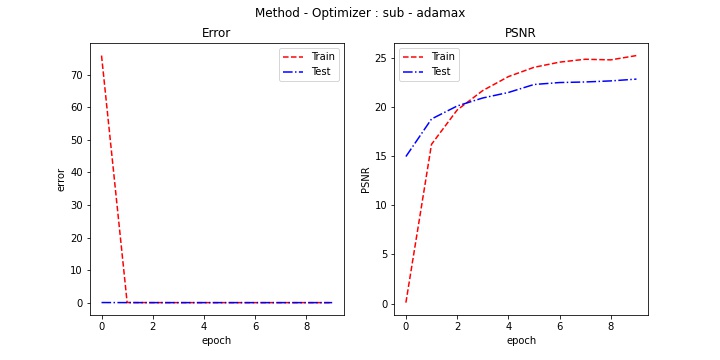 Method - Optimizer : sub - adamax
Error
PSNR
Train
Test
Train
Test
error
70
60
50
40
30
20
10
0
0 2 4 6 8
epoch
PSNR
25
20
15
10
5
0
0 2 4 6 8
epoch